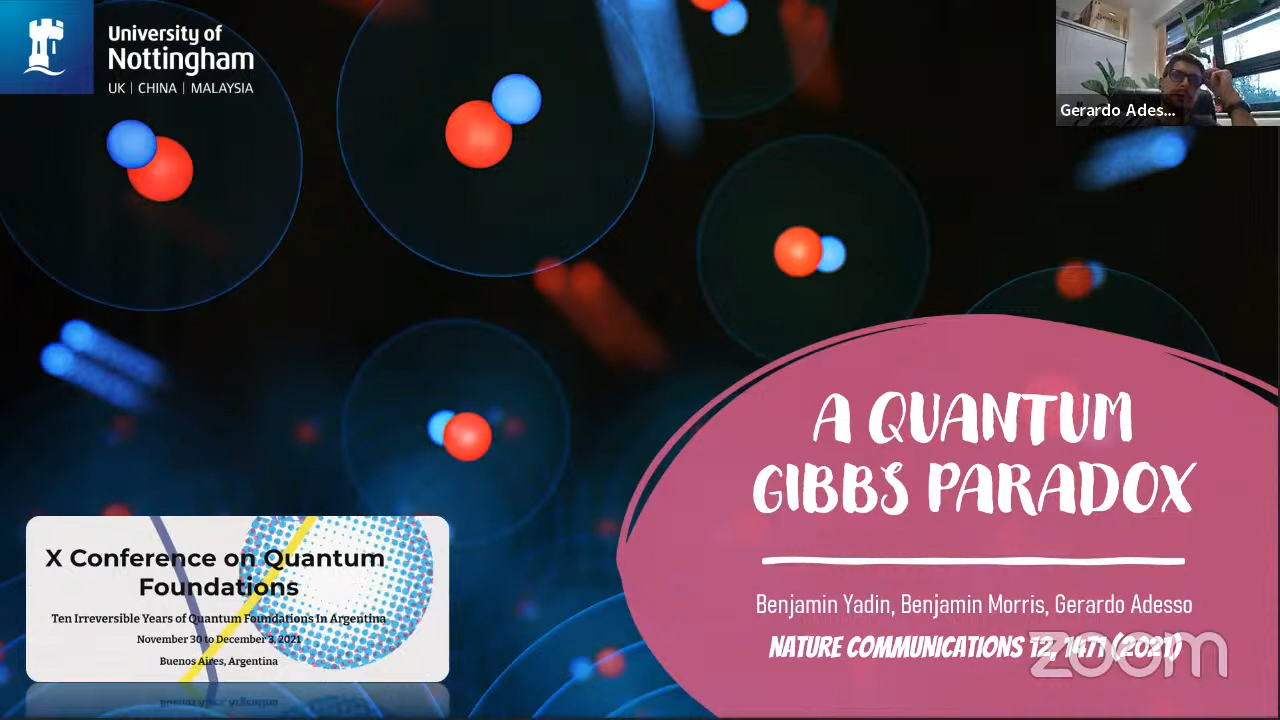 University of
Nottingham
UK | CHINA | MALAYSIA
Gerardo Ades...
A QUANTUM
GIBBS PARADOX
Benjamin Yadin, Benjamin Morris, Gerardo Adesso
NATURE COMMUNICATIONS 12, 1471 (2021)
zoom
X Conference on Quantum
Foundations
Ten Irreversible Years of Quantum Foundations in Argentina
November 30 to December 3, 2021
Buenos Aires, Argentina